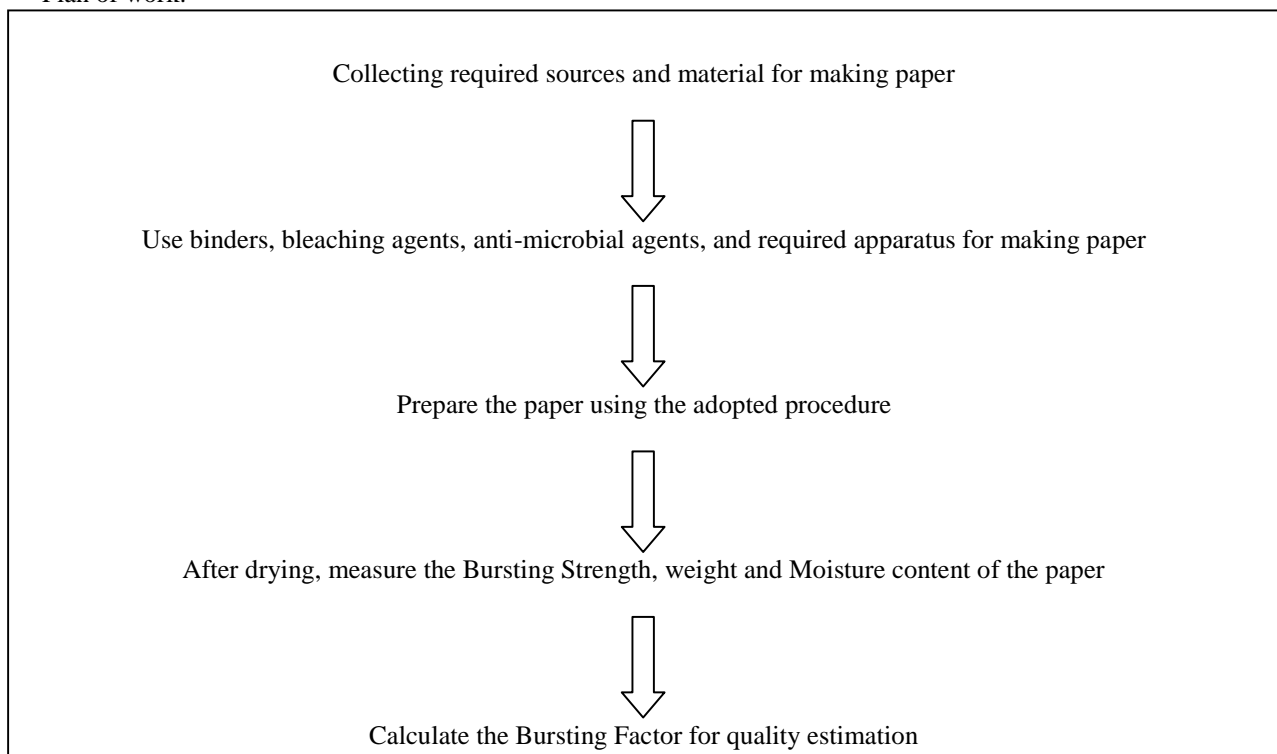 Plan of work:
Collecting required sources and material for making paper
Use binders, bleaching agents, anti-microbial agents, and required apparatus for making paper
Prepare the paper using the adopted procedure
After drying, measure the Bursting Strength, weight and Moisture content of the paper
Calculate the Bursting Factor for quality estimation